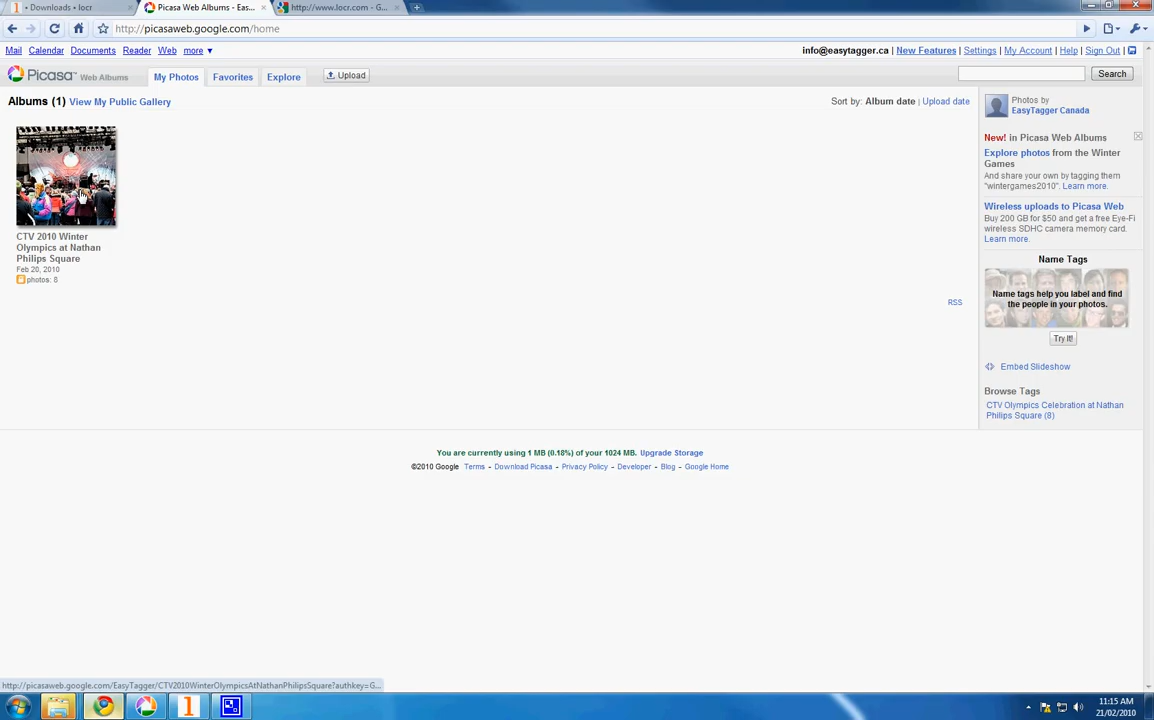 • Downloads • locr
Picasa Web Albums - Eas...
http://www.locr.com - G...
http://picasaweb.google.com/home
Mail Calendar Documents Reader Web more ▼
info@easytagger.ca | New Features | Settings | My Account | Help | Sign Out |
Picasa™ Web Albums
My Photos
Favorites
Explore
Upload
Search
Albums (1) View My Public Gallery
Sort by: Album date | Upload date
CTV 2010 Winter
Olympics at Nathan
Philips Square
Feb 20, 2010
photos: 8
RSS
Photos by
EasyTagger Canada
New! in Picasa Web Albums
Explore photos from the Winter
Games
And share your own by tagging them
"wintergames2010". Learn more.
Wireless uploads to Picasa Web
Buy 200 GB for $50 and get a free Eye-Fi
wireless SDHC camera memory card.
Learn more.
Name Tags
Name tags help you label and find
the people in your photos.
Try It!
Embed Slideshow
Browse Tags
CTV Olympics Celebration at Nathan
Philips Square (8)
You are currently using 1 MB (0.18%) of your 1024 MB. Upgrade Storage
©2010 Google Terms - Download Picasa - Privacy Policy - Developer - Blog - Google Home
http://picasaweb.google.com/EasyTagger/CTV2010WinterOlympicsAtNathanPhilipsSquare?authkey=G...
11:15 AM
21/02/2010